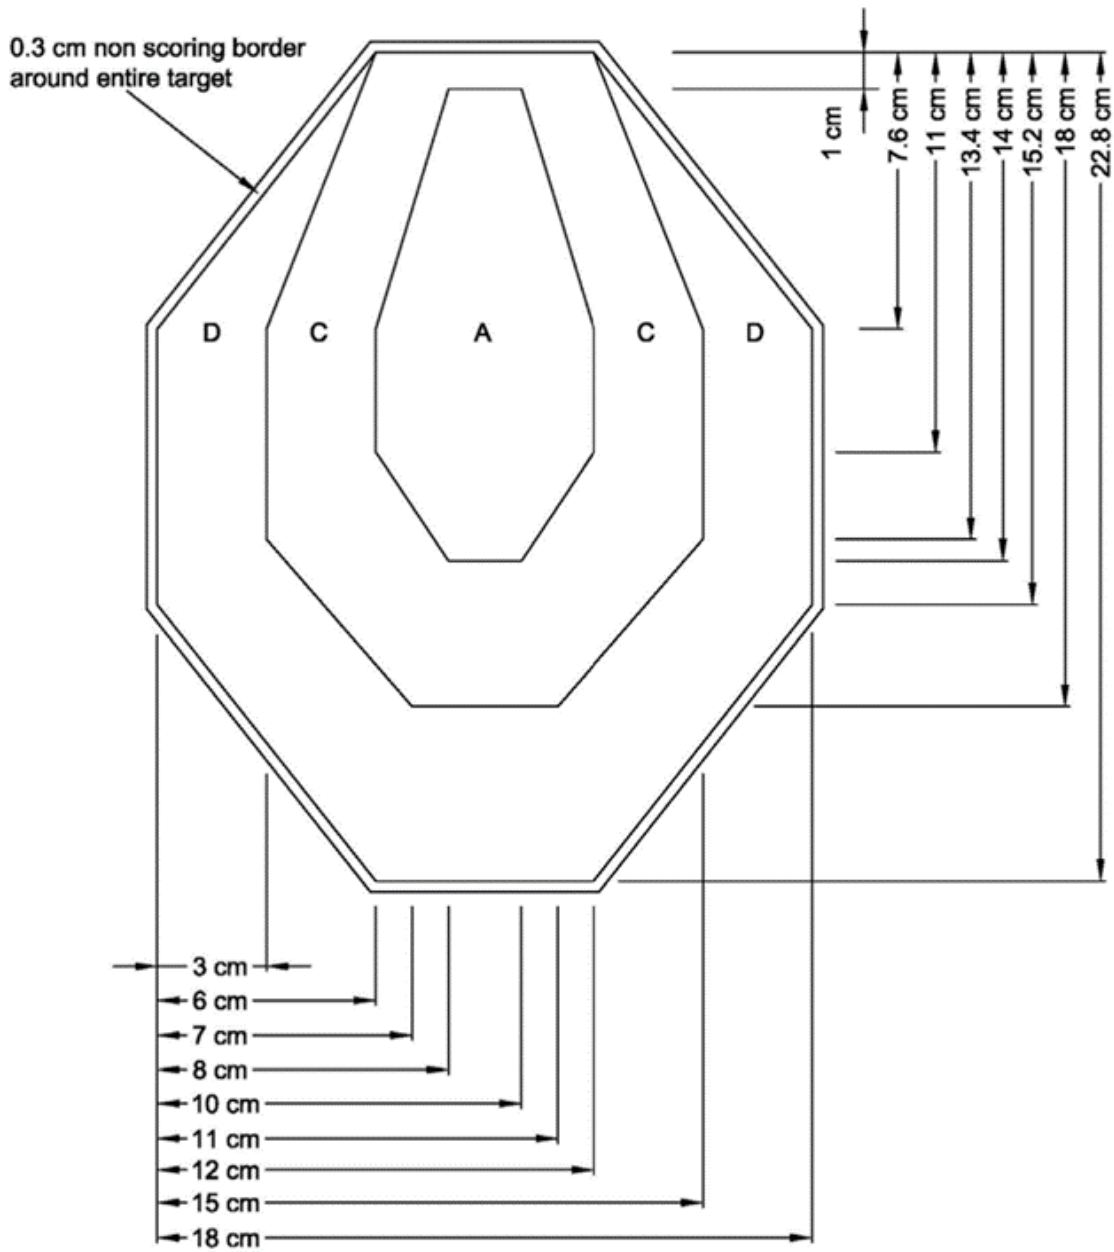 0.3 cm non scoring border
around entire target
1 cm
7.6 cm
11 cm
13.4 cm
14 cm
15.2 cm
18 cm
22.8 cm
D C A C D
3 cm
6 cm
7 cm
8 cm
10 cm
11 cm
12 cm
15 cm
18 cm